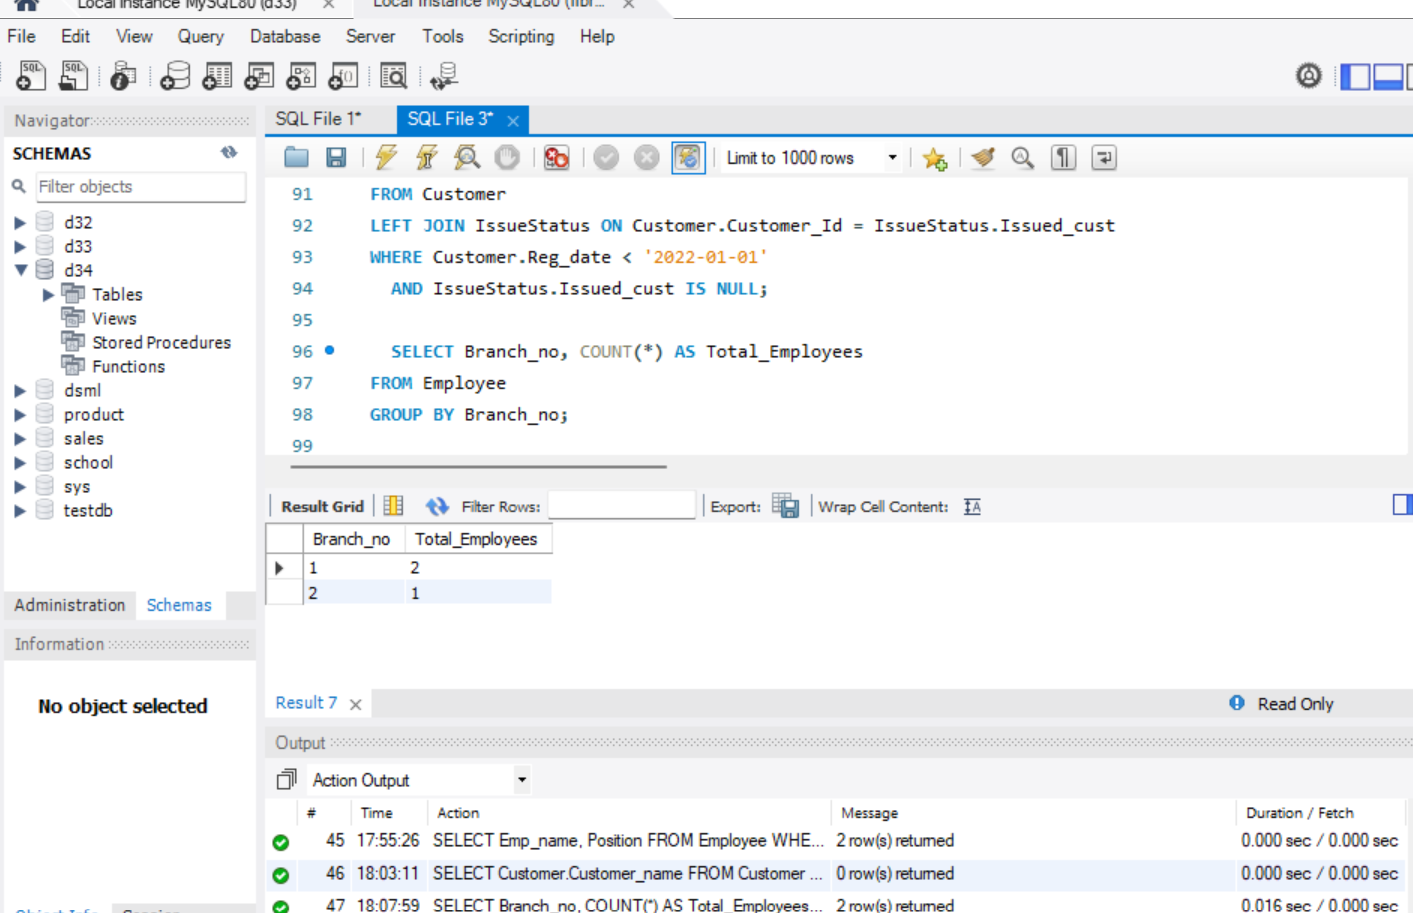 Local instance MySQL80 (d33) × Local instance MySQL80 (libr... ×
File Edit View Query Database Server Tools Scripting Help
SQL SQL
Navigator
SQL File 1* SQL File 3* ×
SCHEMAS
Limit to 1000 rows
Filter objects
d32
d33
d34
Tables
Views
Stored Procedures
Functions
dsml
product
sales
school
sys
testdb
91 FROM Customer
92 LEFT JOIN IssueStatus ON Customer.Customer_Id = IssueStatus.Issued_cust
93 WHERE Customer.Reg_date < '2022-01-01'
94 AND IssueStatus.Issued_cust IS NULL;
95
96 SELECT Branch_no, COUNT(*) AS Total_Employees
97 FROM Employee
98 GROUP BY Branch_no;
99
Result Grid Filter Rows: Export: Wrap Cell Content:
Branch_no Total_Employees
1 2
2 1
Administration Schemas
Information
No object selected
Result 7 × Read Only
Output
Action Output
# Time Action Message Duration / Fetch
45 17:55:26 SELECT Emp_name, Position FROM Employee WHE... 2 row(s) returned 0.000 sec / 0.000 sec
46 18:03:11 SELECT Customer.Customer_name FROM Customer ... 0 row(s) returned 0.000 sec / 0.000 sec
47 18:07:59 SELECT Branch_no, COUNT(*) AS Total_Employees... 2 row(s) returned 0.016 sec / 0.000 sec
Object Info Session